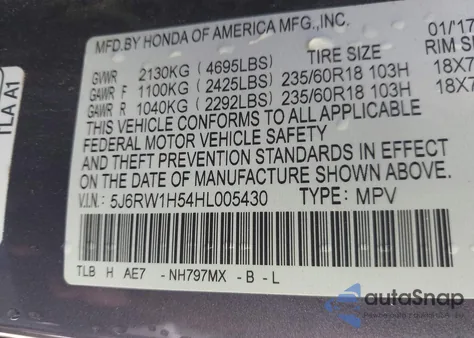 MFD.BY HONDA OF AMERICA MFG.,INC. 01/17
TIRE SIZE RIM SI
GVWR 2130KG (4695LBS)
GAWR F 1100KG (2425LBS) 235/60R18 103H 18X7
GAWR R 1040KG (2292LBS) 235/60R18 103H 18X7
THIS VEHICLE CONFORMS TO ALL APPLICABLE
FEDERAL MOTOR VEHICLE SAFETY
AND THEFT PREVENTION STANDARDS IN EFFECT
ON THE DATE OF MANUFACTURE SHOWN ABOVE.
V.I.N.: 5J6RW1H54HL005430 TYPE: MPV
TLB H AE7 - NH797MX - B - L
TLA A1
autoSnap